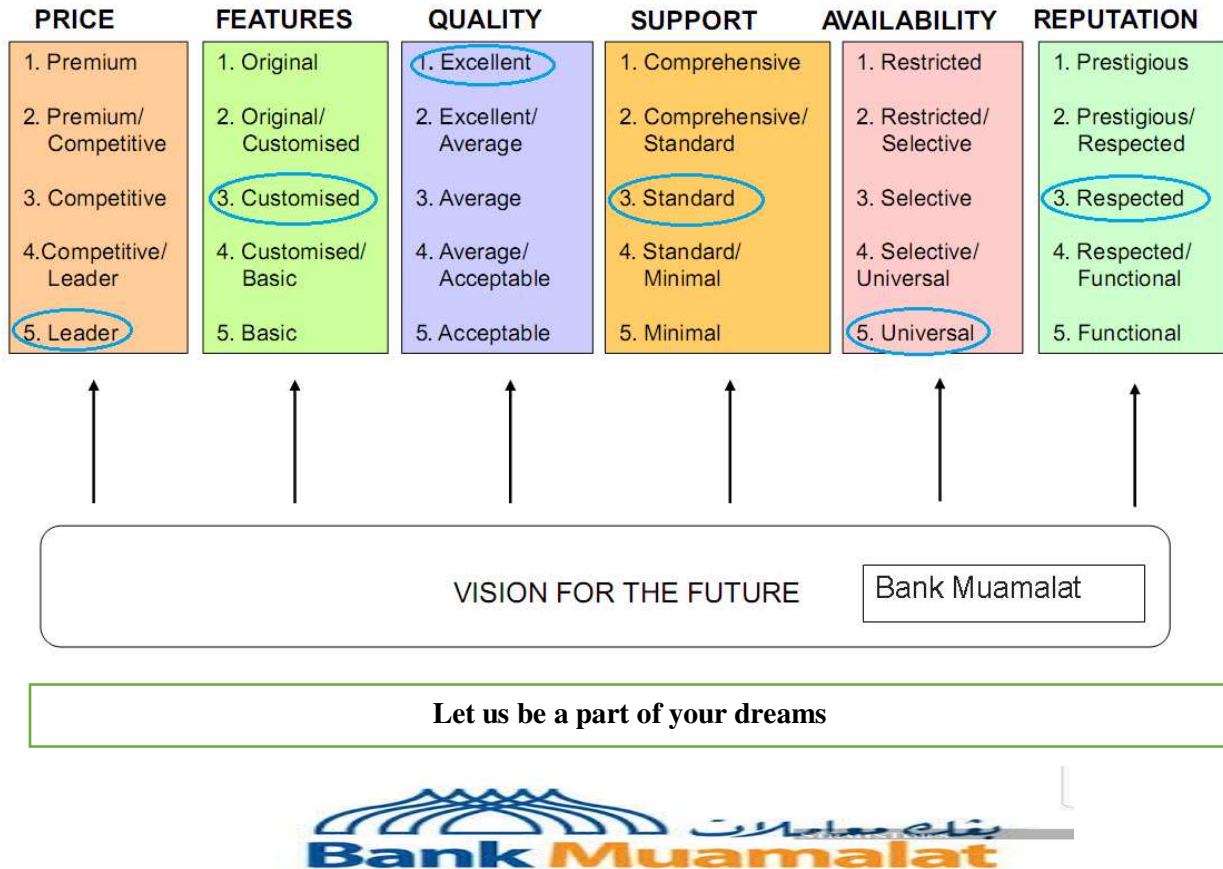 PRICE
FEATURES
QUALITY
SUPPORT
AVAILABILITY
REPUTATION
1. Premium
2. Premium/
Competitive
3. Competitive
4.Competitive/
Leader
5. Leader
1. Original
2. Original/
Customised
3. Customised
4. Customised/
Basic
5. Basic
1. Excellent
2. Excellent/
Average
3. Average
4. Average/
Acceptable
5. Acceptable
1. Comprehensive
2. Comprehensive/
Standard
3. Standard
4. Standard/
Minimal
5. Minimal
1. Restricted
2. Restricted/
Selective
3. Selective
4. Selective/
Universal
5. Universal
1. Prestigious
2. Prestigious/
Respected
3. Respected
4. Respected/
Functional
5. Functional
VISION FOR THE FUTURE
Bank Muamalat
Let us be a part of your dreams
بنك معاملات
Bank Muamalat